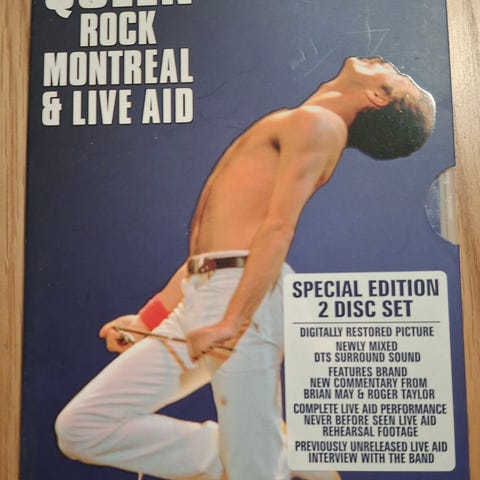 QUEEN
ROCK
MONTREAL
& LIVE AID
SPECIAL EDITION
2 DISC SET
DIGITALLY RESTORED PICTURE
NEWLY MIXED
DTS SURROUND SOUND
FEATURES BRAND
NEW COMMENTARY FROM
BRIAN MAY & ROGER TAYLOR
COMPLETE LIVE AID PERFORMANCE
NEVER BEFORE SEEN LIVE AID
REHEARSAL FOOTAGE
PREVIOUSLY UNRELEASED LIVE AID
INTERVIEW WITH THE BAND